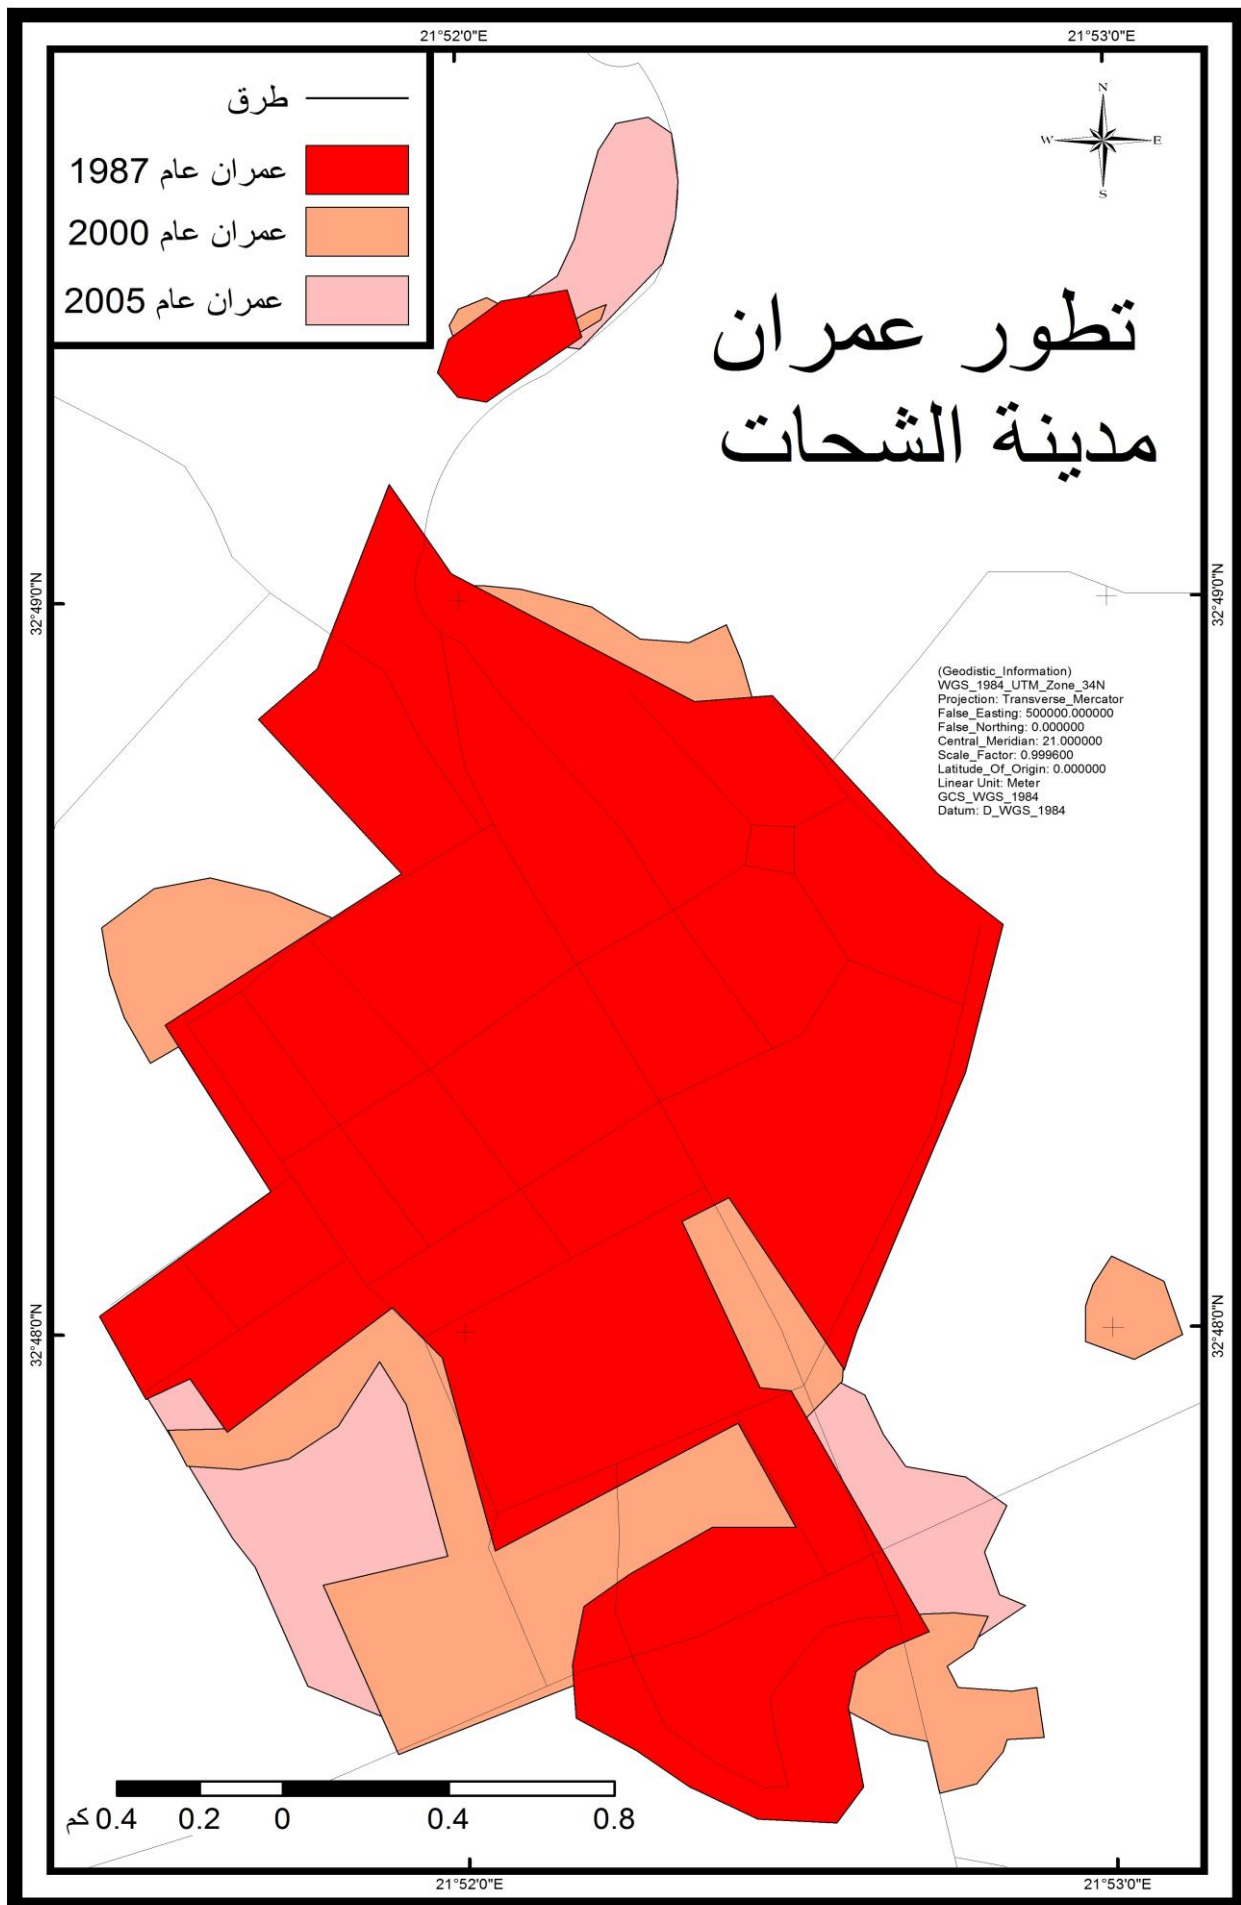 21°52'0"E
21°53'0"E
طرق
عمران عام 1987
عمران عام 2000
عمران عام 2005
N
W
E
S
تطور عمران
مدينة الشحات
32°49'0"N
32°49'0"N
(Geodistic_Information)
WGS_1984_UTM_Zone_34N
Projection: Transverse_Mercator
False_Easting: 500000.000000
False_Northing: 0.000000
Central_Meridian: 21.000000
Scale_Factor: 0.999600
Latitude_Of_Origin: 0.000000
Linear Unit: Meter
GCS_WGS_1984
Datum: D_WGS_1984
32°48'0"N
32°48'0"N
كم 0.4 0.2 0 0.4 0.8
21°52'0"E
21°53'0"E